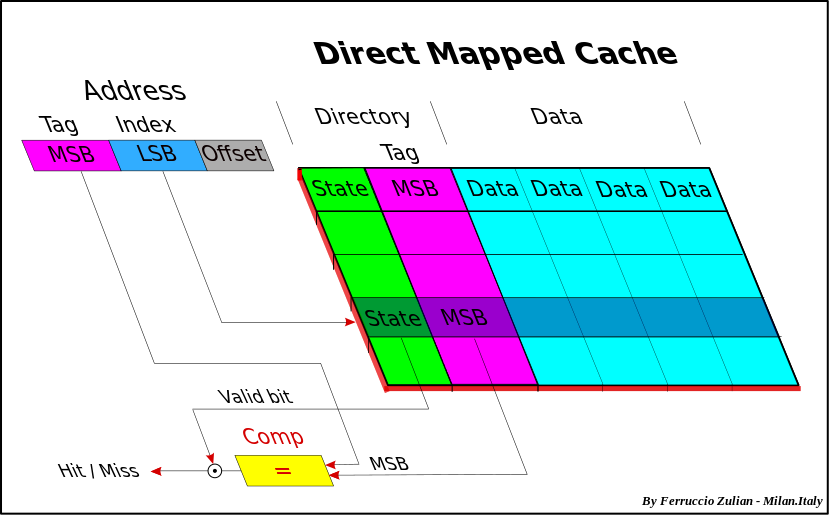 Direct Mapped Cache
Address
Directory
Data
Tag
Index
Tag
MSB
LSB
Offset
State
MSB
Data
Data
Data
Data
State
MSB
Valid bit
Comp
=
MSB
Hit / Miss
By Ferruccio Zulian - Milan.Italy